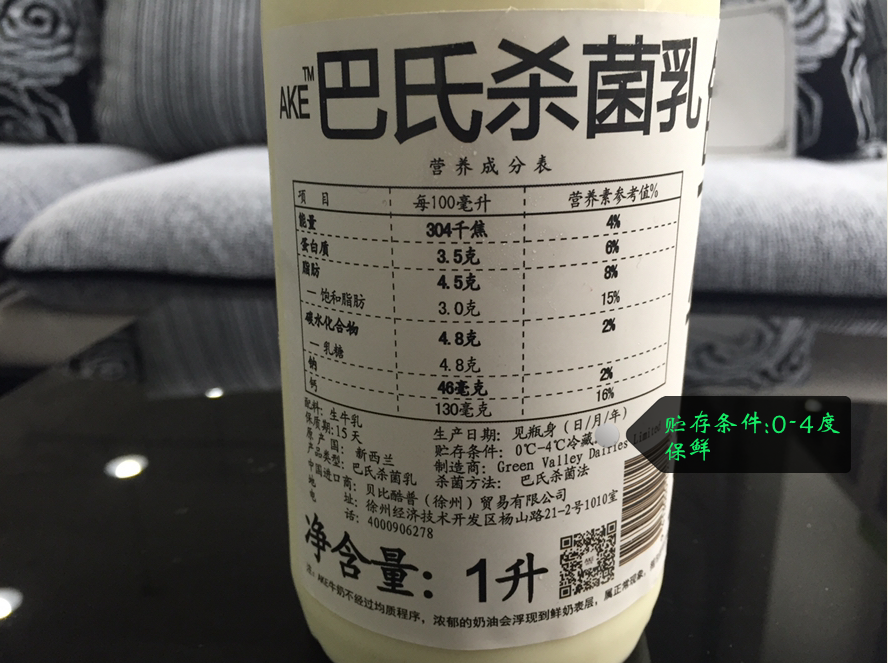 AKE™巴氏杀菌乳
营养成分表
项 目 每100毫升 营养素参考值%
能量 304千焦 4%
蛋白质 3.5克 6%
脂肪 4.5克 8%
—饱和脂肪 3.0克 15%
碳水化合物 4.8克 2%
—乳糖 4.8克
钠 46毫克 2%
钙 130毫克 16%
配料: 生牛乳
保质期:15天 生产日期: 见瓶身(日/月/年)
原产国: 新西兰 贮存条件: 0℃-4℃冷藏
产品类型: 巴氏杀菌乳 制造商: Green Valley Dairies Limited
中国进口商: 贝比酷普(徐州)贸易有限公司 杀菌方法: 巴氏杀菌法
地 址: 徐州经济技术开发区杨山路21-2号1010室
电 话: 4000906278
净含量: 1升
注: AKE牛奶不经过均质程序, 浓郁的奶油会浮现到鲜奶表层, 属正常现象,
贮存条件:0-4度
保鲜